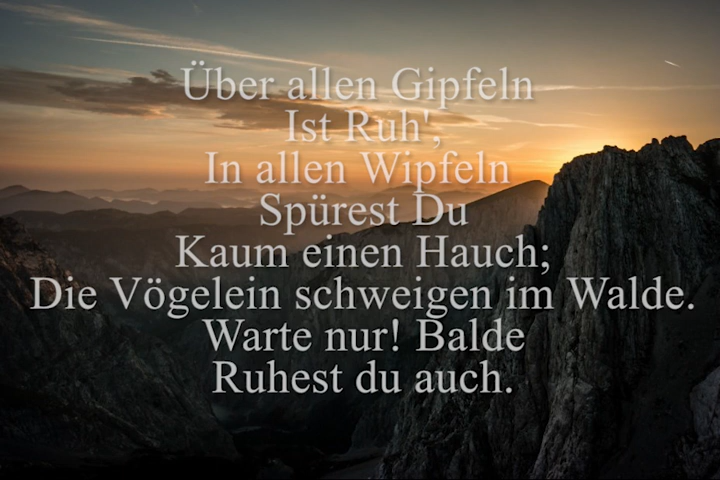 Über allen Gipfeln
Ist Ruh',
In allen Wipfeln
Spürest Du
Kaum einen Hauch;
Die Vögelein schweigen im Walde.
Warte nur! Balde
Ruhest du auch.